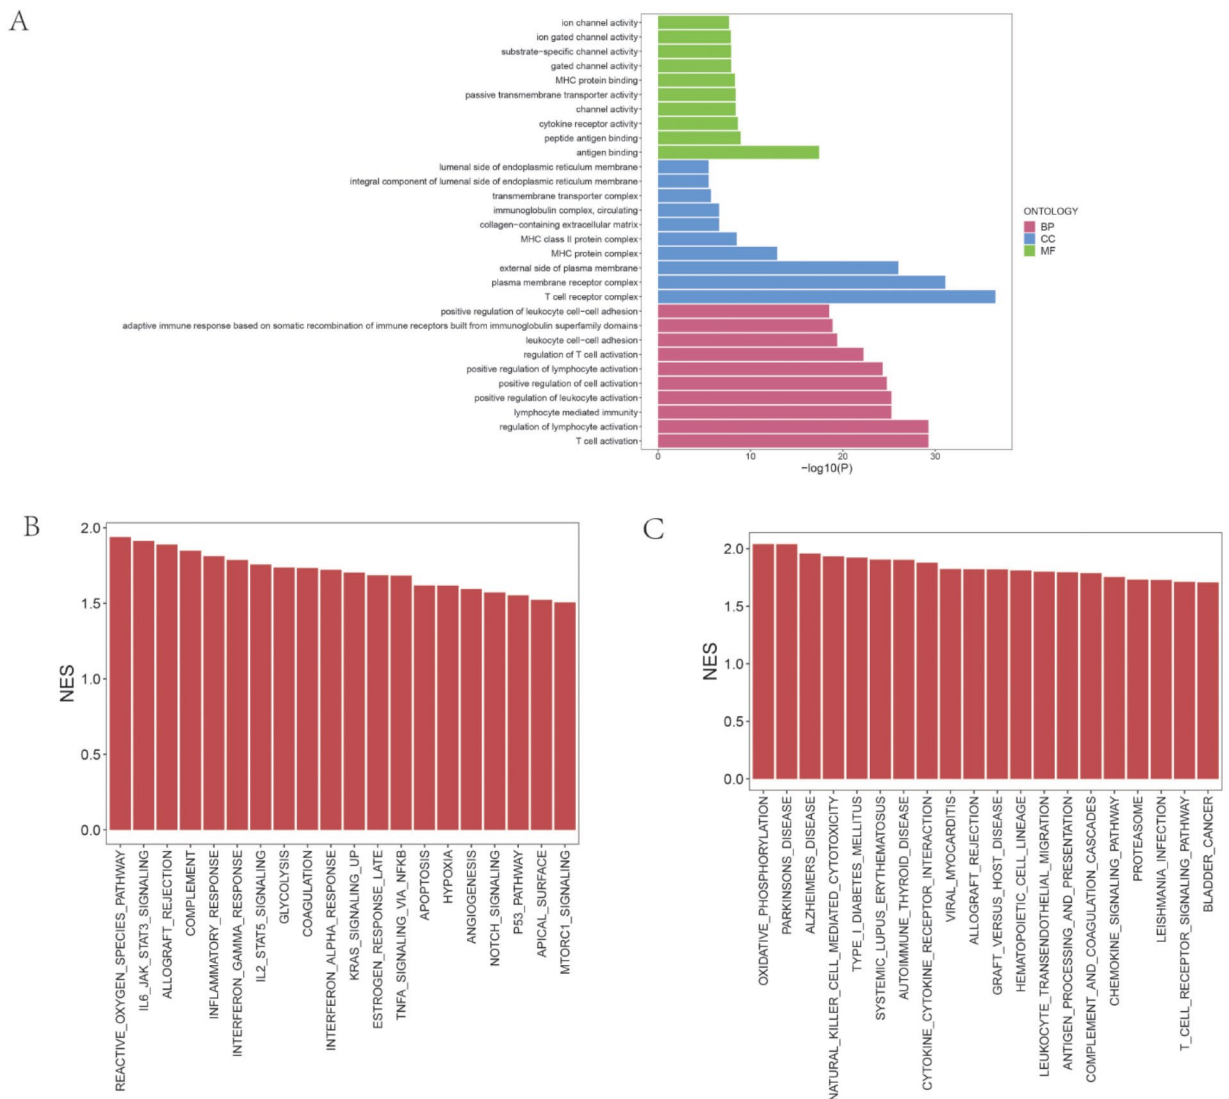 A
ion channel activity
ion gated channel activity
substrate−specific channel activity
gated channel activity
MHC protein binding
passive transmembrane transporter activity
channel activity
cytokine receptor activity
peptide antigen binding
antigen binding
lumenal side of endoplasmic reticulum membrane
integral component of lumenal side of endoplasmic reticulum membrane
transmembrane transporter complex
immunoglobulin complex, circulating
collagen−containing extracellular matrix
MHC class II protein complex
MHC protein complex
external side of plasma membrane
plasma membrane receptor complex
T cell receptor complex
positive regulation of leukocyte cell−cell adhesion
adaptive immune response based on somatic recombination of immune receptors built from immunoglobulin superfamily domains
leukocyte cell−cell adhesion
regulation of T cell activation
positive regulation of lymphocyte activation
positive regulation of cell activation
positive regulation of leukocyte activation
lymphocyte mediated immunity
regulation of lymphocyte activation
T cell activation
0 10 20 30
−log10(P)
ONTOLOGY
BP
CC
MF
B
2.0
1.5
1.0
0.5
0.0
NES
REACTIVE_OXYGEN_SPECIES_PATHWAY
IL6_JAK_STAT3_SIGNALING
ALLOGRAFT_REJECTION
COMPLEMENT
INFLAMMATORY_RESPONSE
INTERFERON_GAMMA_RESPONSE
IL2_STAT5_SIGNALING
GLYCOLYSIS
COAGULATION
INTERFERON_ALPHA_RESPONSE
KRAS_SIGNALING_UP
ESTROGEN_RESPONSE_LATE
TNFA_SIGNALING_VIA_NFKB
APOPTOSIS
HYPOXIA
ANGIOGENESIS
NOTCH_SIGNALING
P53_PATHWAY
APICAL_SURFACE
MTORC1_SIGNALING
C
2.0
1.5
1.0
0.5
0.0
NES
OXIDATIVE_PHOSPHORYLATION
PARKINSONS_DISEASE
ALZHEIMERS_DISEASE
NATURAL_KILLER_CELL_MEDIATED_CYTOTOXICITY
TYPE_I_DIABETES_MELLITUS
SYSTEMIC_LUPUS_ERYTHEMATOSUS
AUTOIMMUNE_THYROID_DISEASE
CYTOKINE_CYTOKINE_RECEPTOR_INTERACTION
VIRAL_MYOCARDITIS
ALLOGRAFT_REJECTION
GRAFT_VERSUS_HOST_DISEASE
HEMATOPOIETIC_CELL_LINEAGE
LEUKOCYTE_TRANSENDOTHELIAL_MIGRATION
ANTIGEN_PROCESSING_AND_PRESENTATION
COMPLEMENT_AND_COAGULATION_CASCADES
CHEMOKINE_SIGNALING_PATHWAY
PROTEASOME
LEISHMANIA_INFECTION
T_CELL_RECEPTOR_SIGNALING_PATHWAY
BLADDER_CANCER